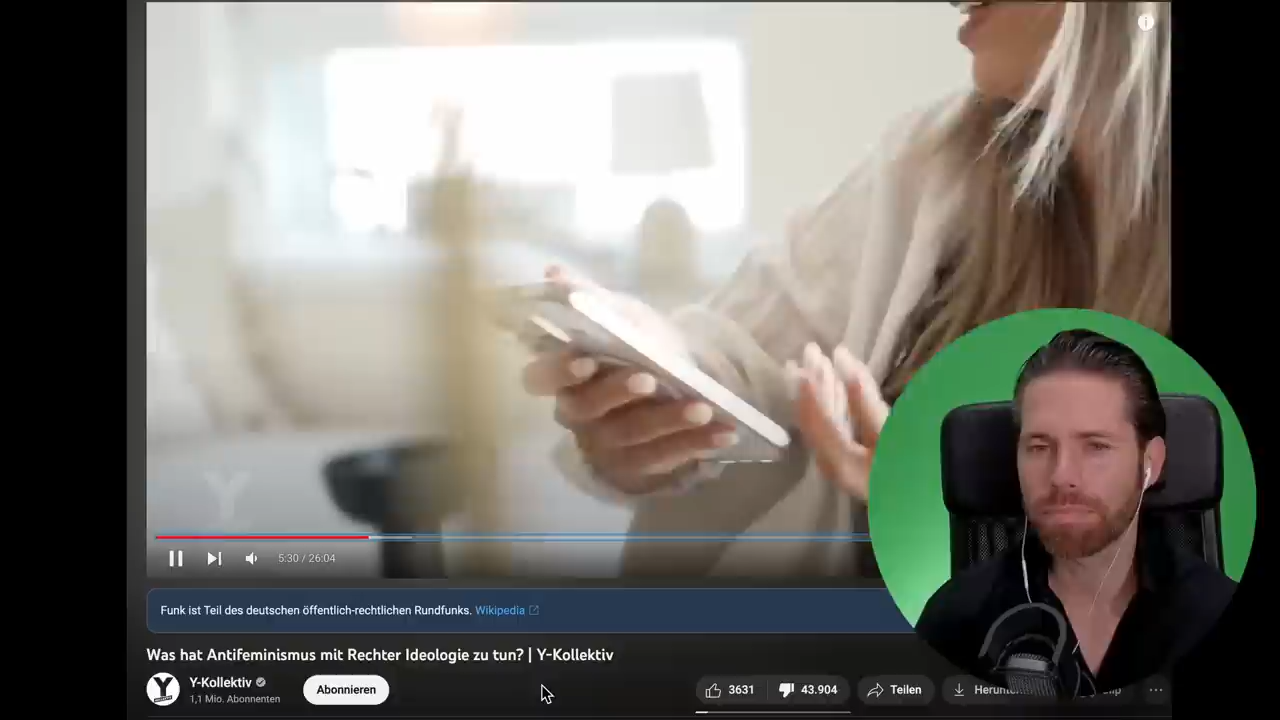 5:30 / 26:04
Funk ist Teil des deutschen öffentlich-rechtlichen Rundfunks. Wikipedia
Was hat Antifeminismus mit Rechter Ideologie zu tun? | Y-Kollektiv
Y-Kollektiv
1,1 Mio. Abonnenten
Abonnieren
3631
43.904
Teilen